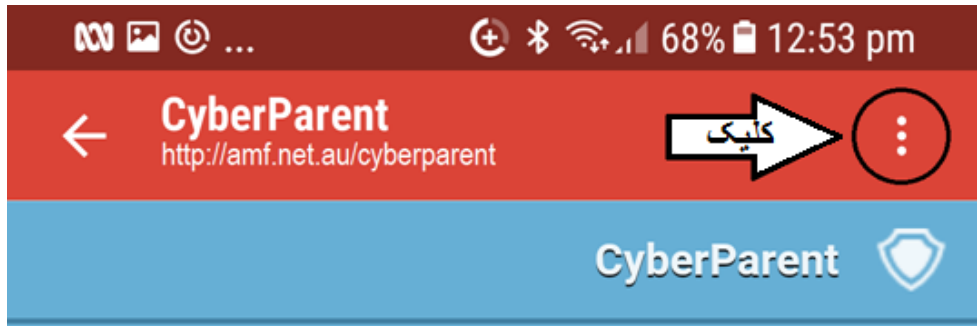 ... 68% 12:53 pm
CyberParent
http://amf.net.au/cyberparent
کلیک
CyberParent